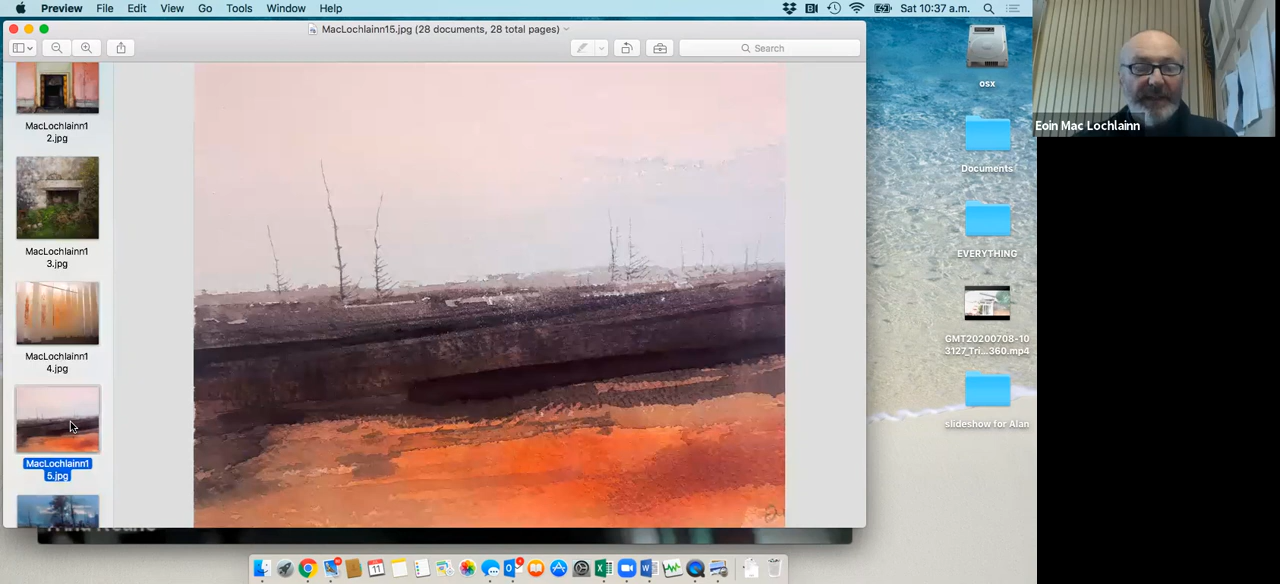 Preview File Edit View Go Tools Window Help
Sat 10:37 a.m.
MacLochlainn15.jpg (28 documents, 28 total pages)
Search
MacLochlainn1
2.jpg
MacLochlainn1
3.jpg
MacLochlainn1
4.jpg
MacLochlainn1
5.jpg
osx
Documents
EVERYTHING
GMT20200708-10
3127_Tri...360.mp4
slideshow for Alan
Eoin Mac Lochlainn
11